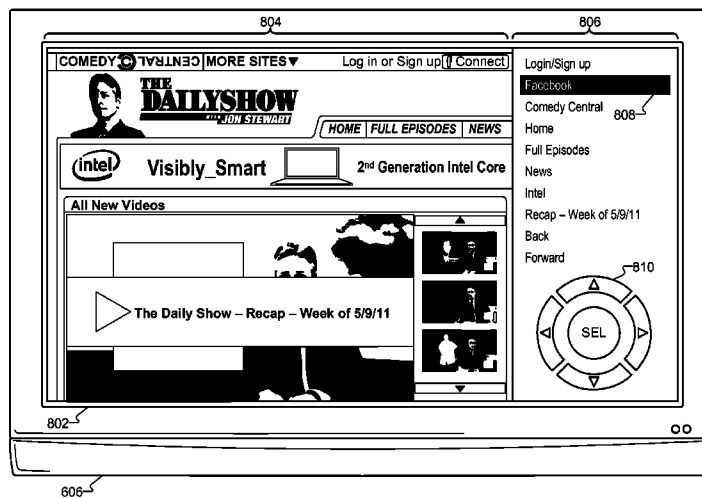 804
806
COMEDY CENTRAL MORE SITES▼ Log in or Sign up f Connect
THE
DAILYSHOW
WITH JON STEWART
HOME FULL EPISODES NEWS
intel Visibly_Smart 2nd Generation Intel Core
All New Videos
The Daily Show – Recap – Week of 5/9/11
Login/Sign up
Facebook
808
Comedy Central
Home
Full Episodes
News
Intel
Recap – Week of 5/9/11
Back
Forward
810
SEL
802
606